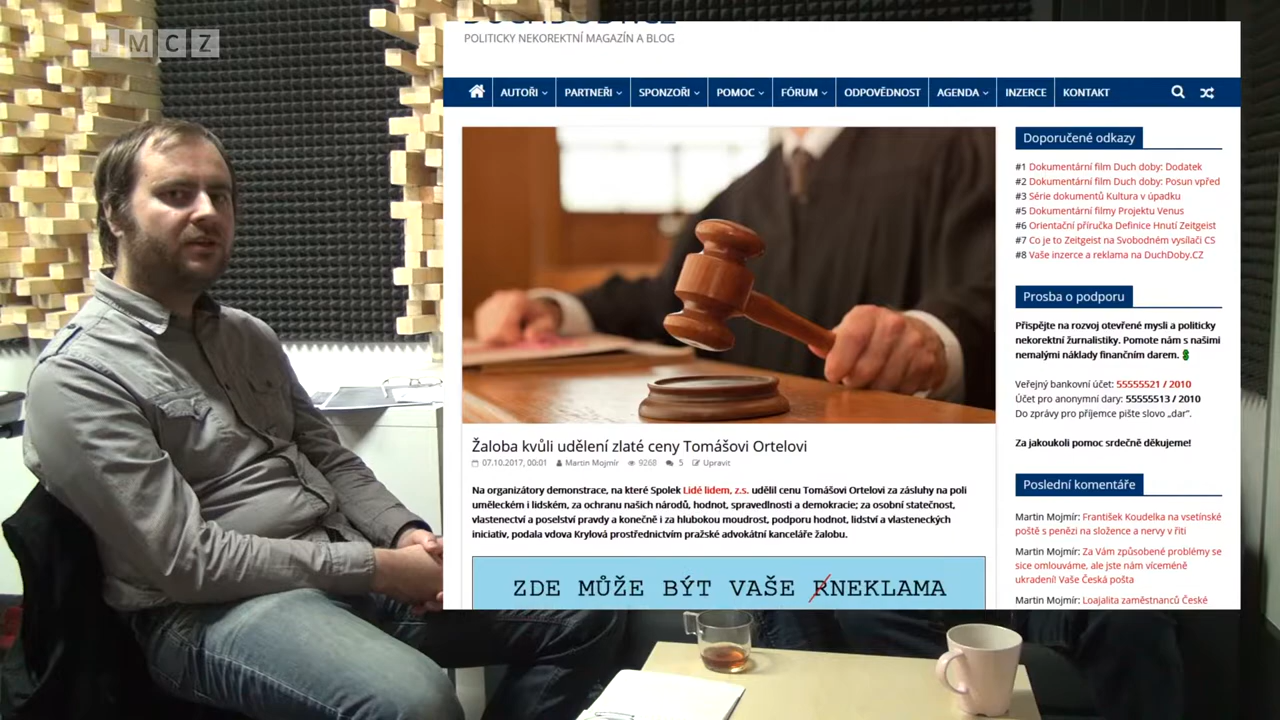 JMCZ
POLITICKY NEKOREKTNÍ MAGAZÍN A BLOG
AUTOŘI PARTNEŘI SPONZOŘI POMOC FÓRUM ODPOVĚDNOST AGENDA INZERCE KONTAKT
Žaloba kvůli udělení zlaté ceny Tomášovi Ortelovi
07.10.2017, 00:01 Martin Mojmír 9268 5 Upravit
Na organizátory demonstrace, na které Spolek Lidé lidem, z.s. udělil cenu Tomášovi Ortelovi za zásluhy na poli
uměleckém i lidském, za ochranu našich národů, hodnot, spravedlnosti a demokracie; za osobní statečnost,
vlastenectví a poselství pravdy a konečně i za hlubokou moudrost, podporu hodnot, lidství a vlasteneckých
iniciativ, podala vdova Krylová prostřednictvím pražské advokátní kanceláře žalobu.
ZDE MŮŽE BÝT VAŠE RNEKLAMA
Doporučené odkazy
#1 Dokumentární film Duch doby: Dodatek
#2 Dokumentární film Duch doby: Posun vpřed
#3 Série dokumentů Kultura v úpadku
#5 Dokumentární filmy Projektu Venus
#6 Orientační příručka Definice Hnutí Zeitgeist
#7 Co je to Zeitgeist na Svobodném vysílači CS
#8 Vaše inzerce a reklama na DuchDoby.CZ
Prosba o podporu
Přispějte na rozvoj otevřené mysli a politicky
nekorektní žurnalistiky. Pomote nám s našimi
nemalými náklady finančním darem.
Veřejný bankovní účet: 55555521 / 2010
Účet pro anonymní dary: 55555513 / 2010
Do zprávy pro příjemce pište slovo „dar".
Za jakoukoli pomoc srdečně děkujeme!
Poslední komentáře
Martin Mojmír: František Koudelka na vsetínské
poště s penězi na složence a nervy v řiti
Martin Mojmír: Za Vám způsobené problémy se
sice omlouváme, ale jste nám víceméně
ukradení! Vaše Česká pošta
Martin Mojmír: Loajalita zaměstnanců České